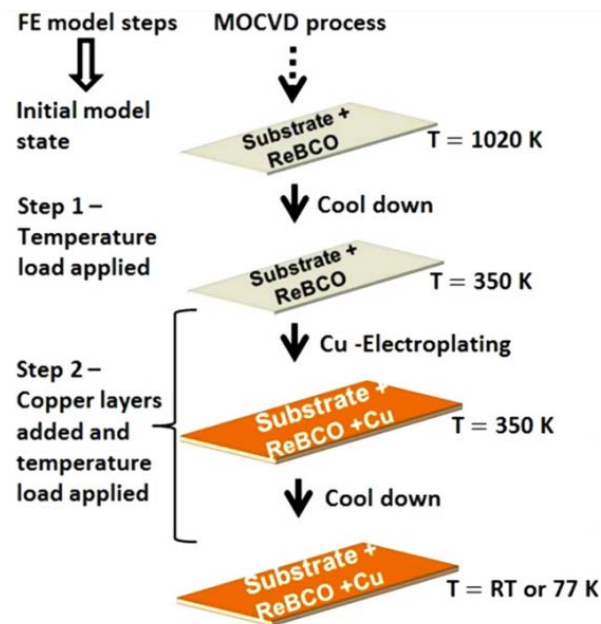 FE model steps
MOCVD process
Initial model
state
Substrate +
ReBCO
T = 1020 K
Step 1 –
Temperature
load applied
Cool down
Substrate +
ReBCO
T = 350 K
Cu -Electroplating
Step 2 –
Copper layers
added and
temperature
load applied
Substrate +
ReBCO +Cu
T = 350 K
Cool down
Substrate +
ReBCO +Cu
T = RT or 77 K